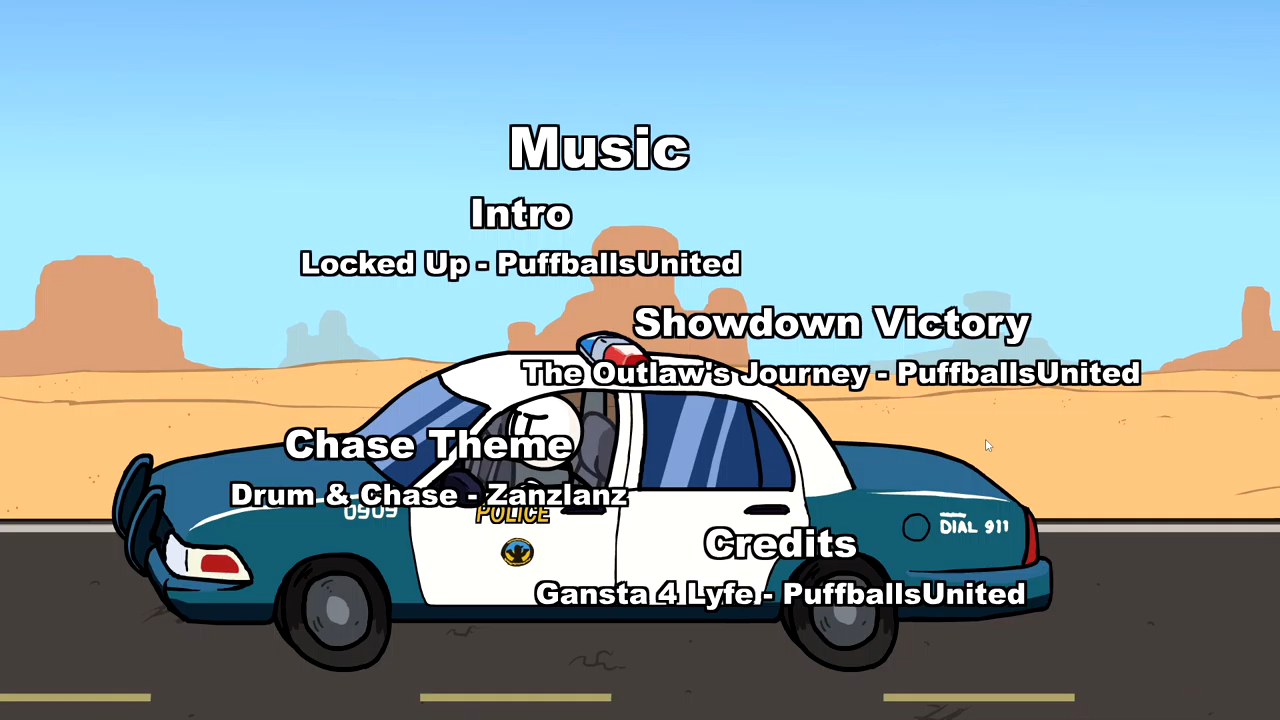 Music
Intro
Locked Up - PuffballsUnited
Showdown Victory
The Outlaw's Journey - PuffballsUnited
Chase Theme
Drum & Chase - Zanzlanz
0909
POLICE
DIAL 911
Credits
Gansta 4 Lyfe - PuffballsUnited